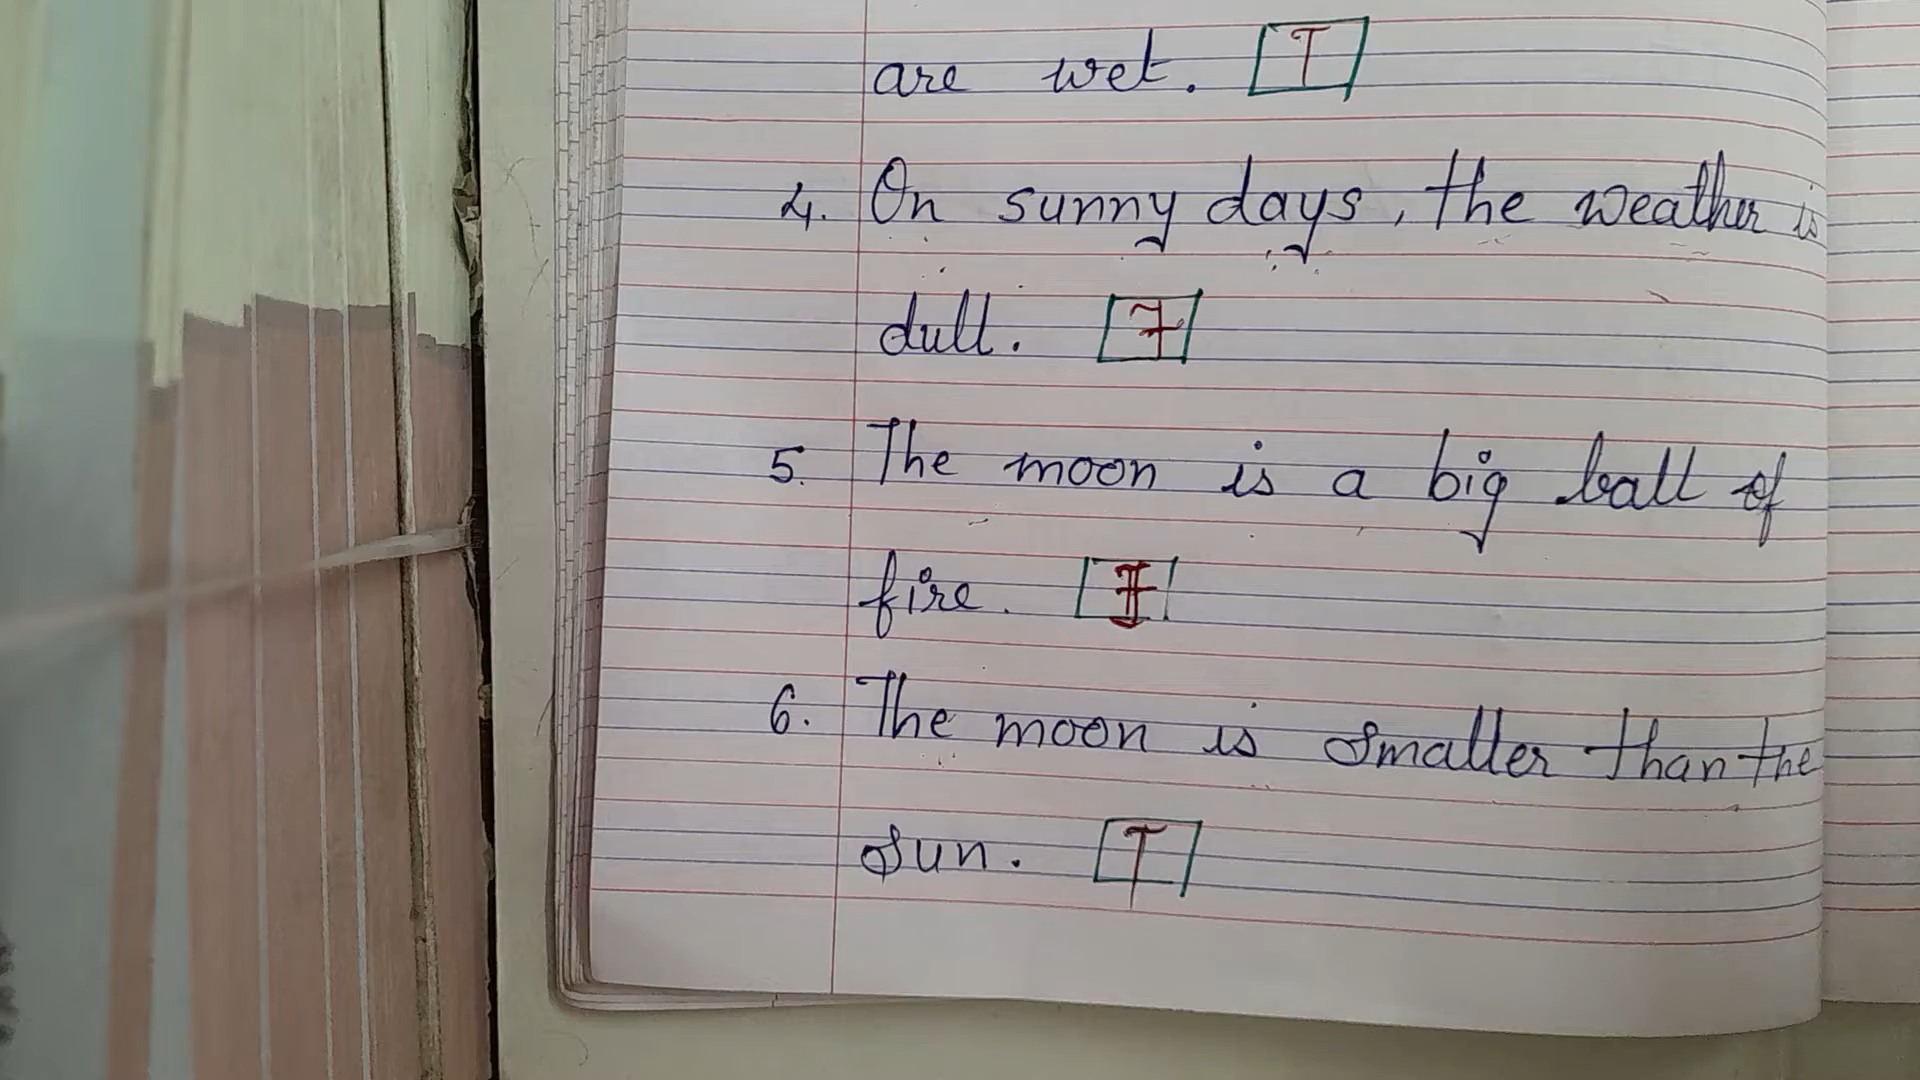 are wet. T
4. On sunny days, the weather is
dull. F
5. The moon is a big ball of
fire. F
6. The moon is smaller than the
sun. T